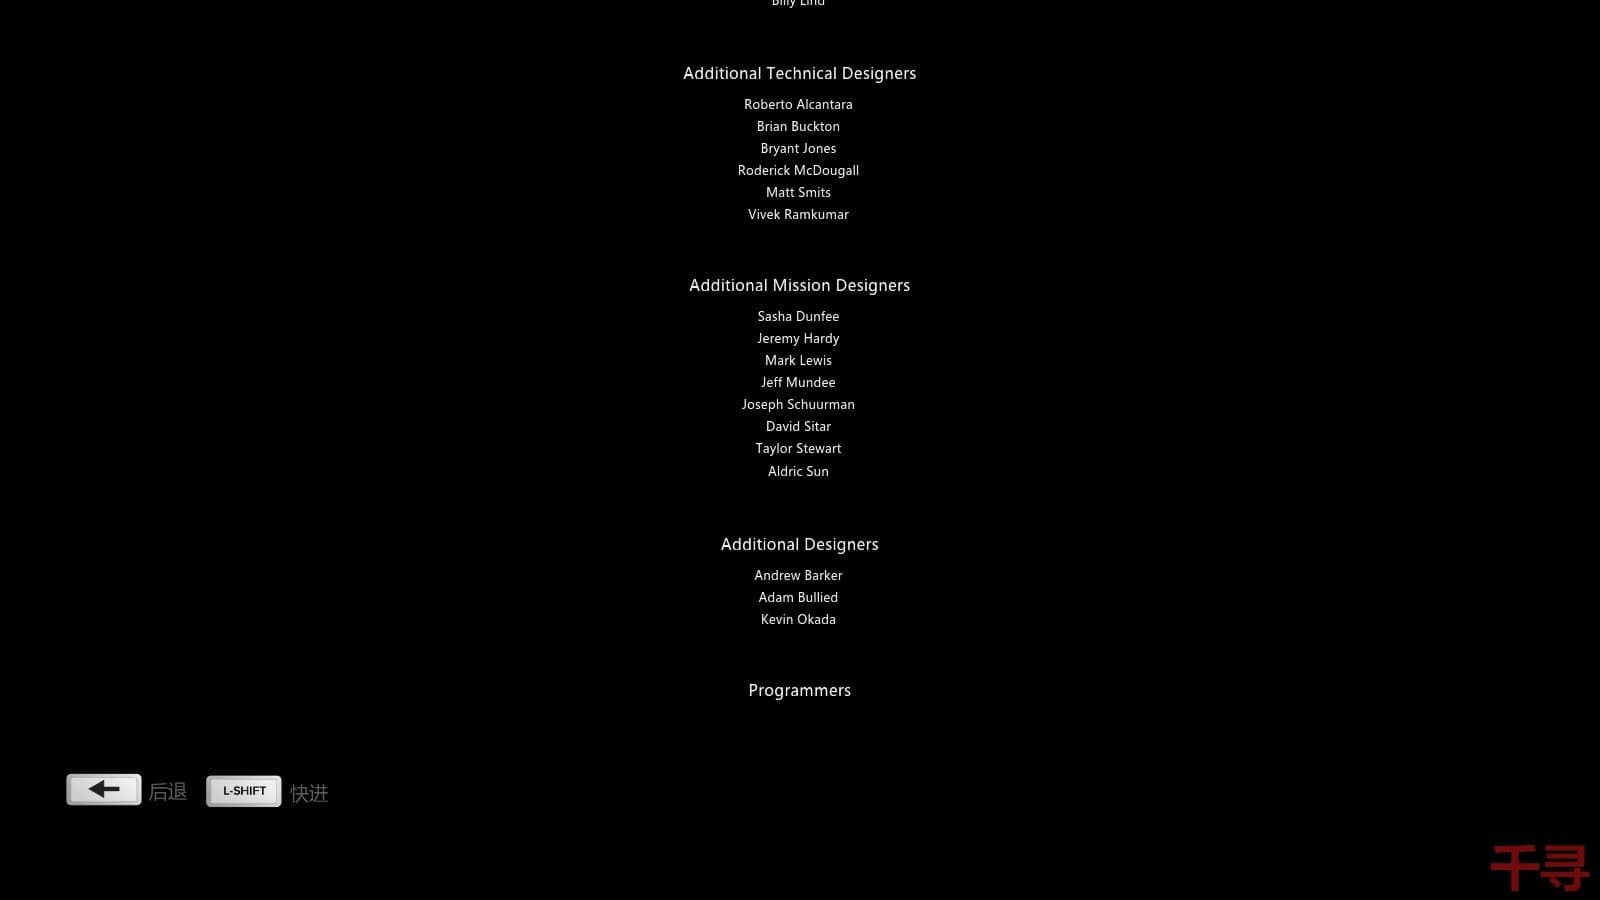 Billy Lind
Additional Technical Designers
Roberto Alcantara
Brian Buckton
Bryant Jones
Roderick McDougall
Matt Smits
Vivek Ramkumar
Additional Mission Designers
Sasha Dunfee
Jeremy Hardy
Mark Lewis
Jeff Mundee
Joseph Schuurman
David Sitar
Taylor Stewart
Aldric Sun
Additional Designers
Andrew Barker
Adam Bullied
Kevin Okada
Programmers
后退 L-SHIFT 快进
千寻